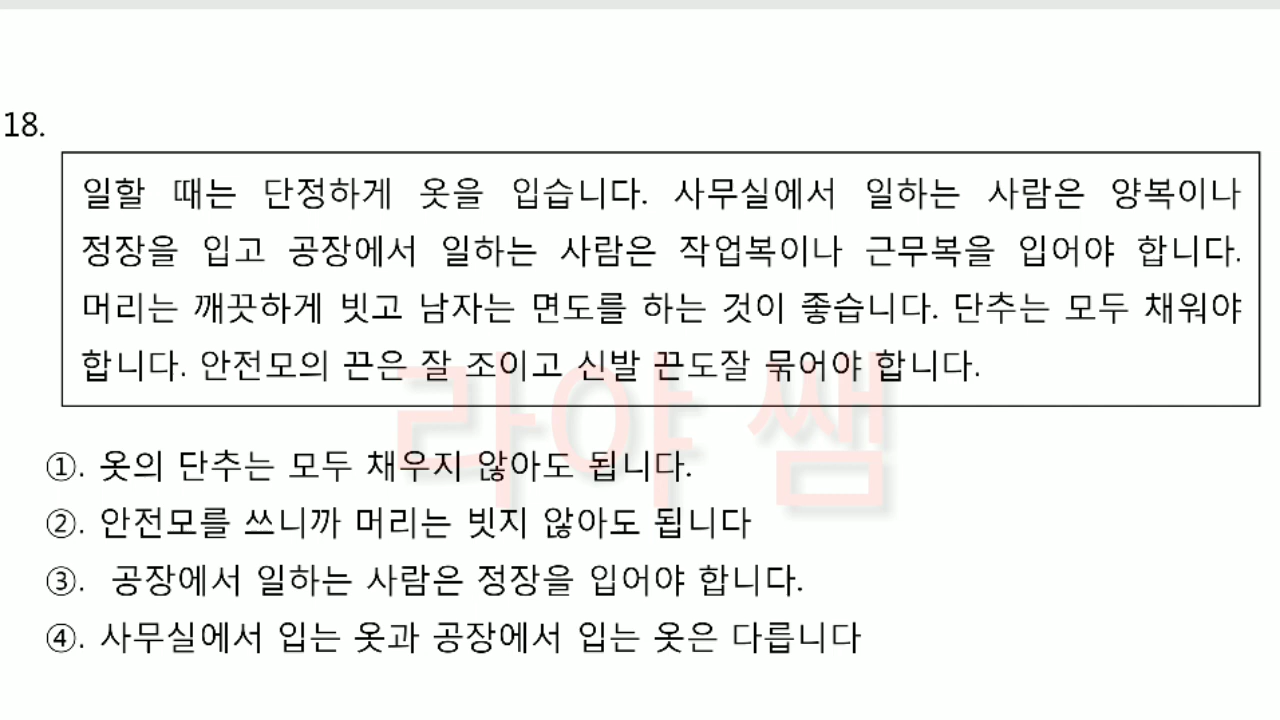 18.
일할 때는 단정하게 옷을 입습니다. 사무실에서 일하는 사람은 양복이나
정장을 입고 공장에서 일하는 사람은 작업복이나 근무복을 입어야 합니다.
머리는 깨끗하게 빗고 남자는 면도를 하는 것이 좋습니다. 단추는 모두 채워야
합니다. 안전모의 끈은 잘 조이고 신발 끈도잘 묶어야 합니다.
라야 쌤
①. 옷의 단추는 모두 채우지 않아도 됩니다.
②. 안전모를 쓰니까 머리는 빗지 않아도 됩니다
③. 공장에서 일하는 사람은 정장을 입어야 합니다.
④. 사무실에서 입는 옷과 공장에서 입는 옷은 다릅니다